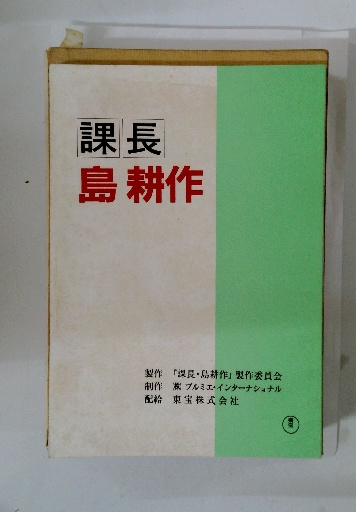 課長
島耕作
製作 「課長・島耕作」製作委員会
制作 ㈱プルミエ・インターナショナル
配給 東宝株式会社